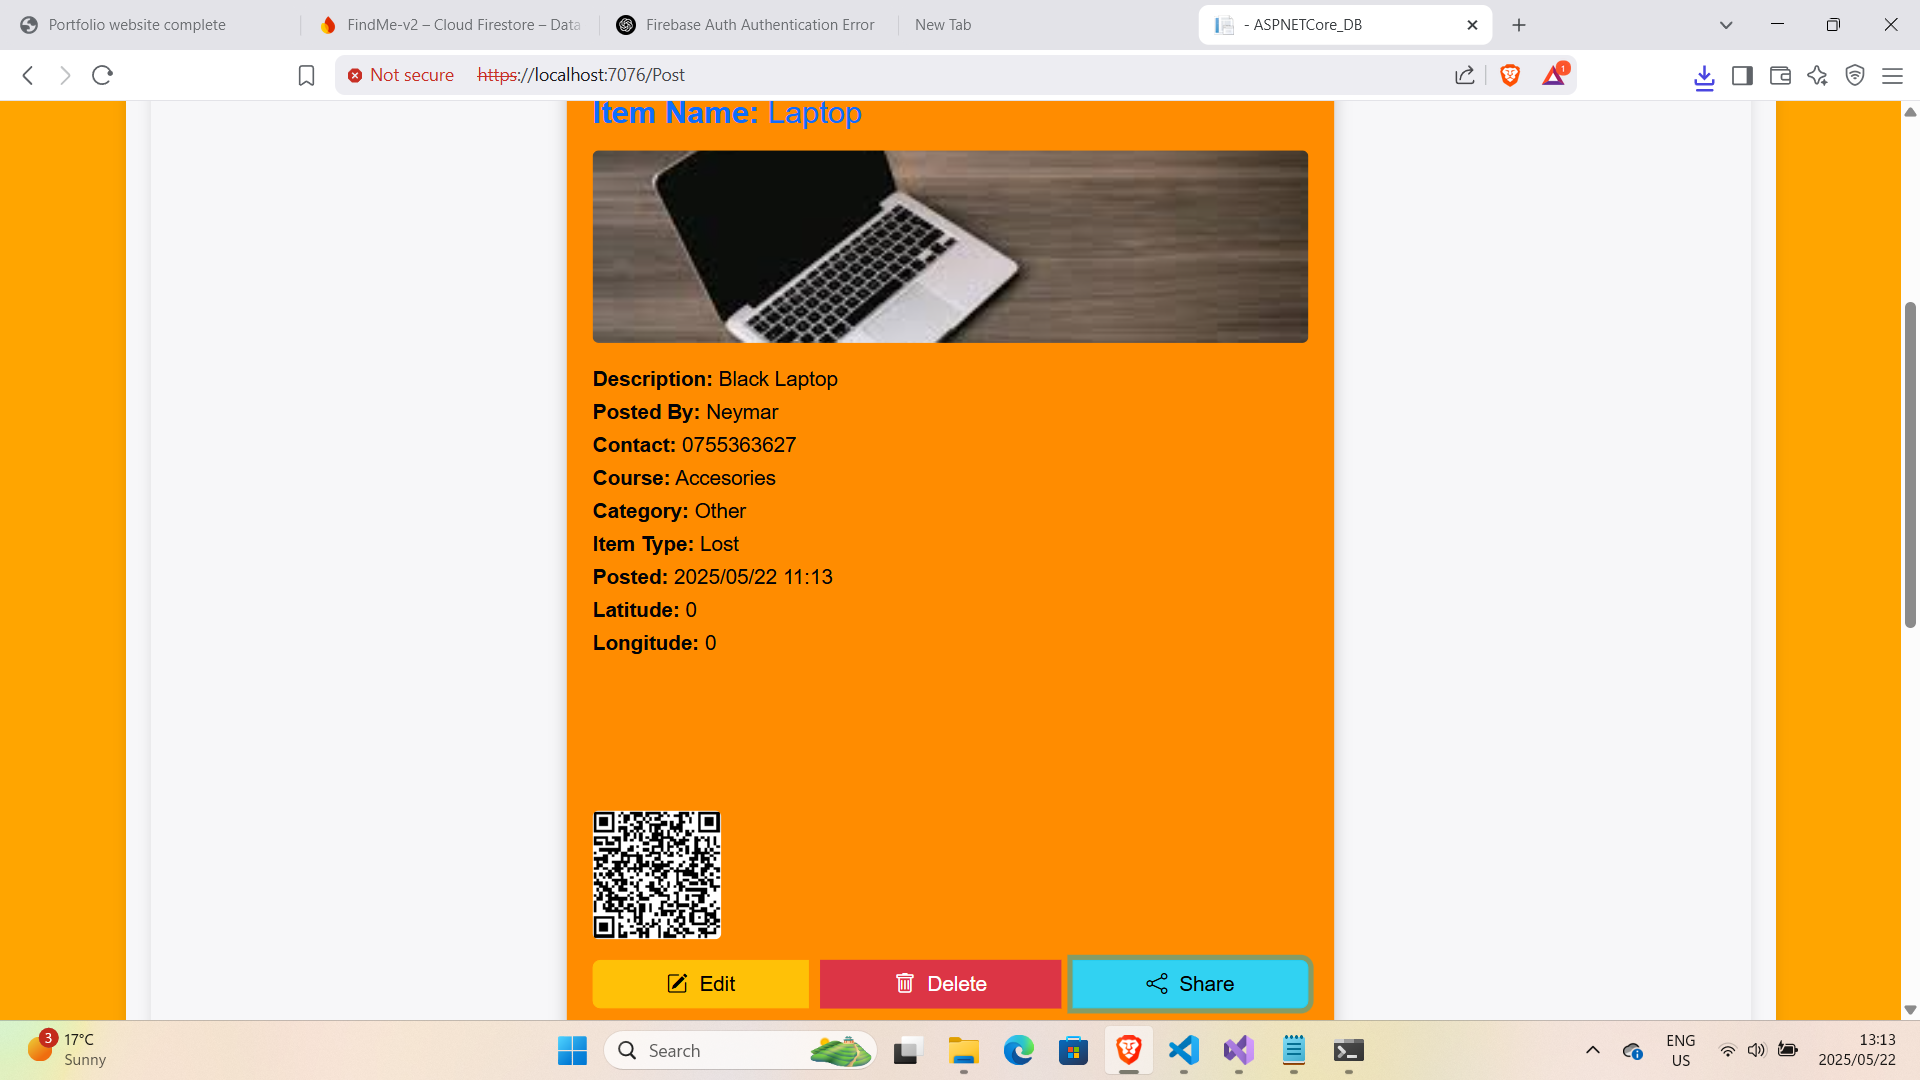 Portfolio website complete
FindMe-v2 – Cloud Firestore – Data
Firebase Auth Authentication Error
New Tab
- ASPNETCore_DB
Not secure
https://localhost:7076/Post
1
Item Name: Laptop
Description: Black Laptop
Posted By: Neymar
Contact: 0755363627
Course: Accesories
Category: Other
Item Type: Lost
Posted: 2025/05/22 11:13
Latitude: 0
Longitude: 0
Edit
Delete
Share
3
17°C
Sunny
Search
ENG
US
13:13
2025/05/22